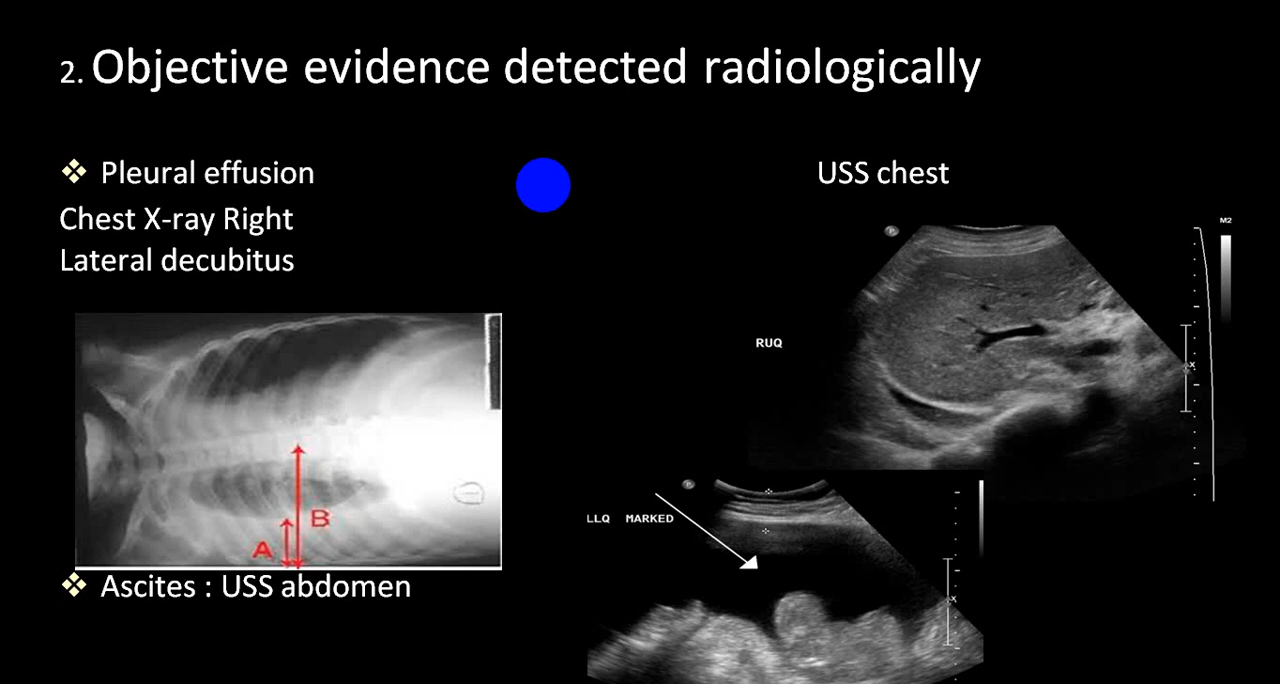 2. Objective evidence detected radiologically
❖ Pleural effusion
Chest X-ray Right
Lateral decubitus
USS chest
M2
P
RUQ
x
B
A
P
LLQ MARKED
x
❖ Ascites : USS abdomen